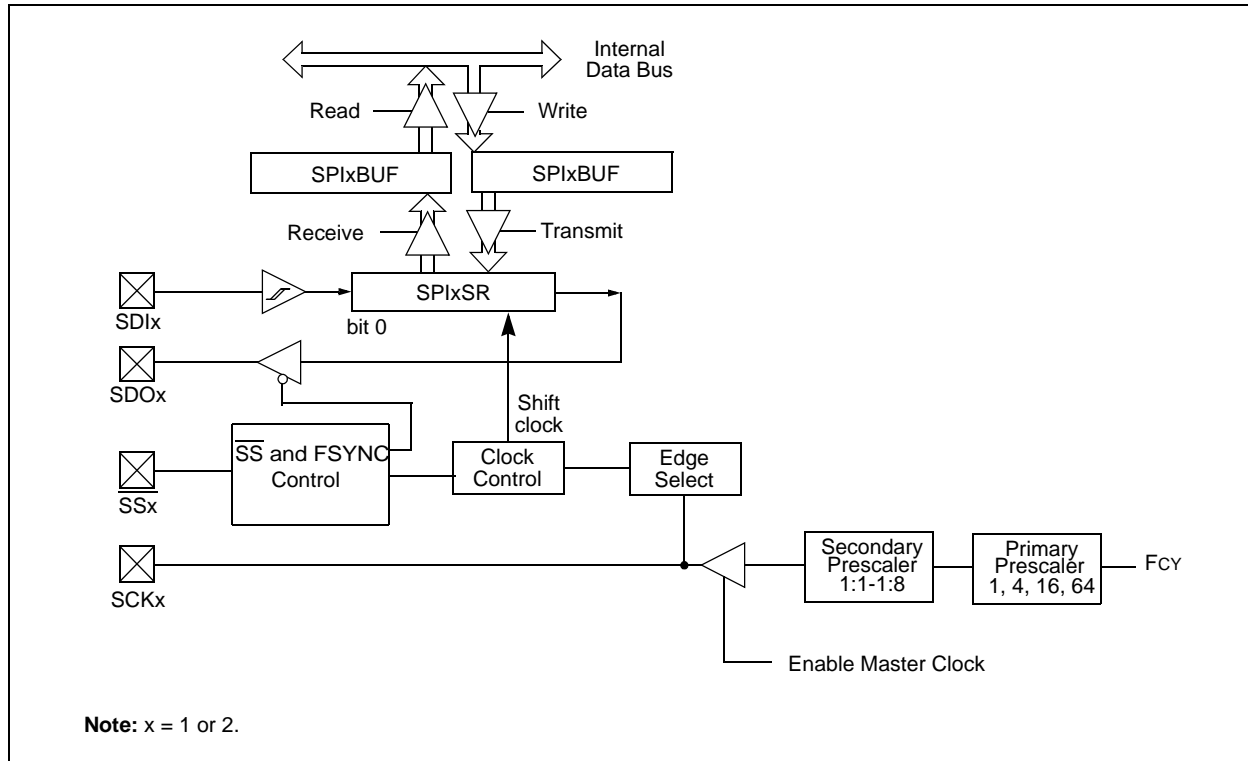 Internal
Data Bus
Read
Write
SPIxBUF
SPIxBUF
Receive
Transmit
SPIxSR
SDIx
bit 0
SDOx
Shift
clock
SS and FSYNC
Control
Clock
Control
Edge
Select
SSx
Secondary
Prescaler
1:1-1:8
Primary
Prescaler
1, 4, 16, 64
FCY
SCKx
Enable Master Clock
Note: x = 1 or 2.